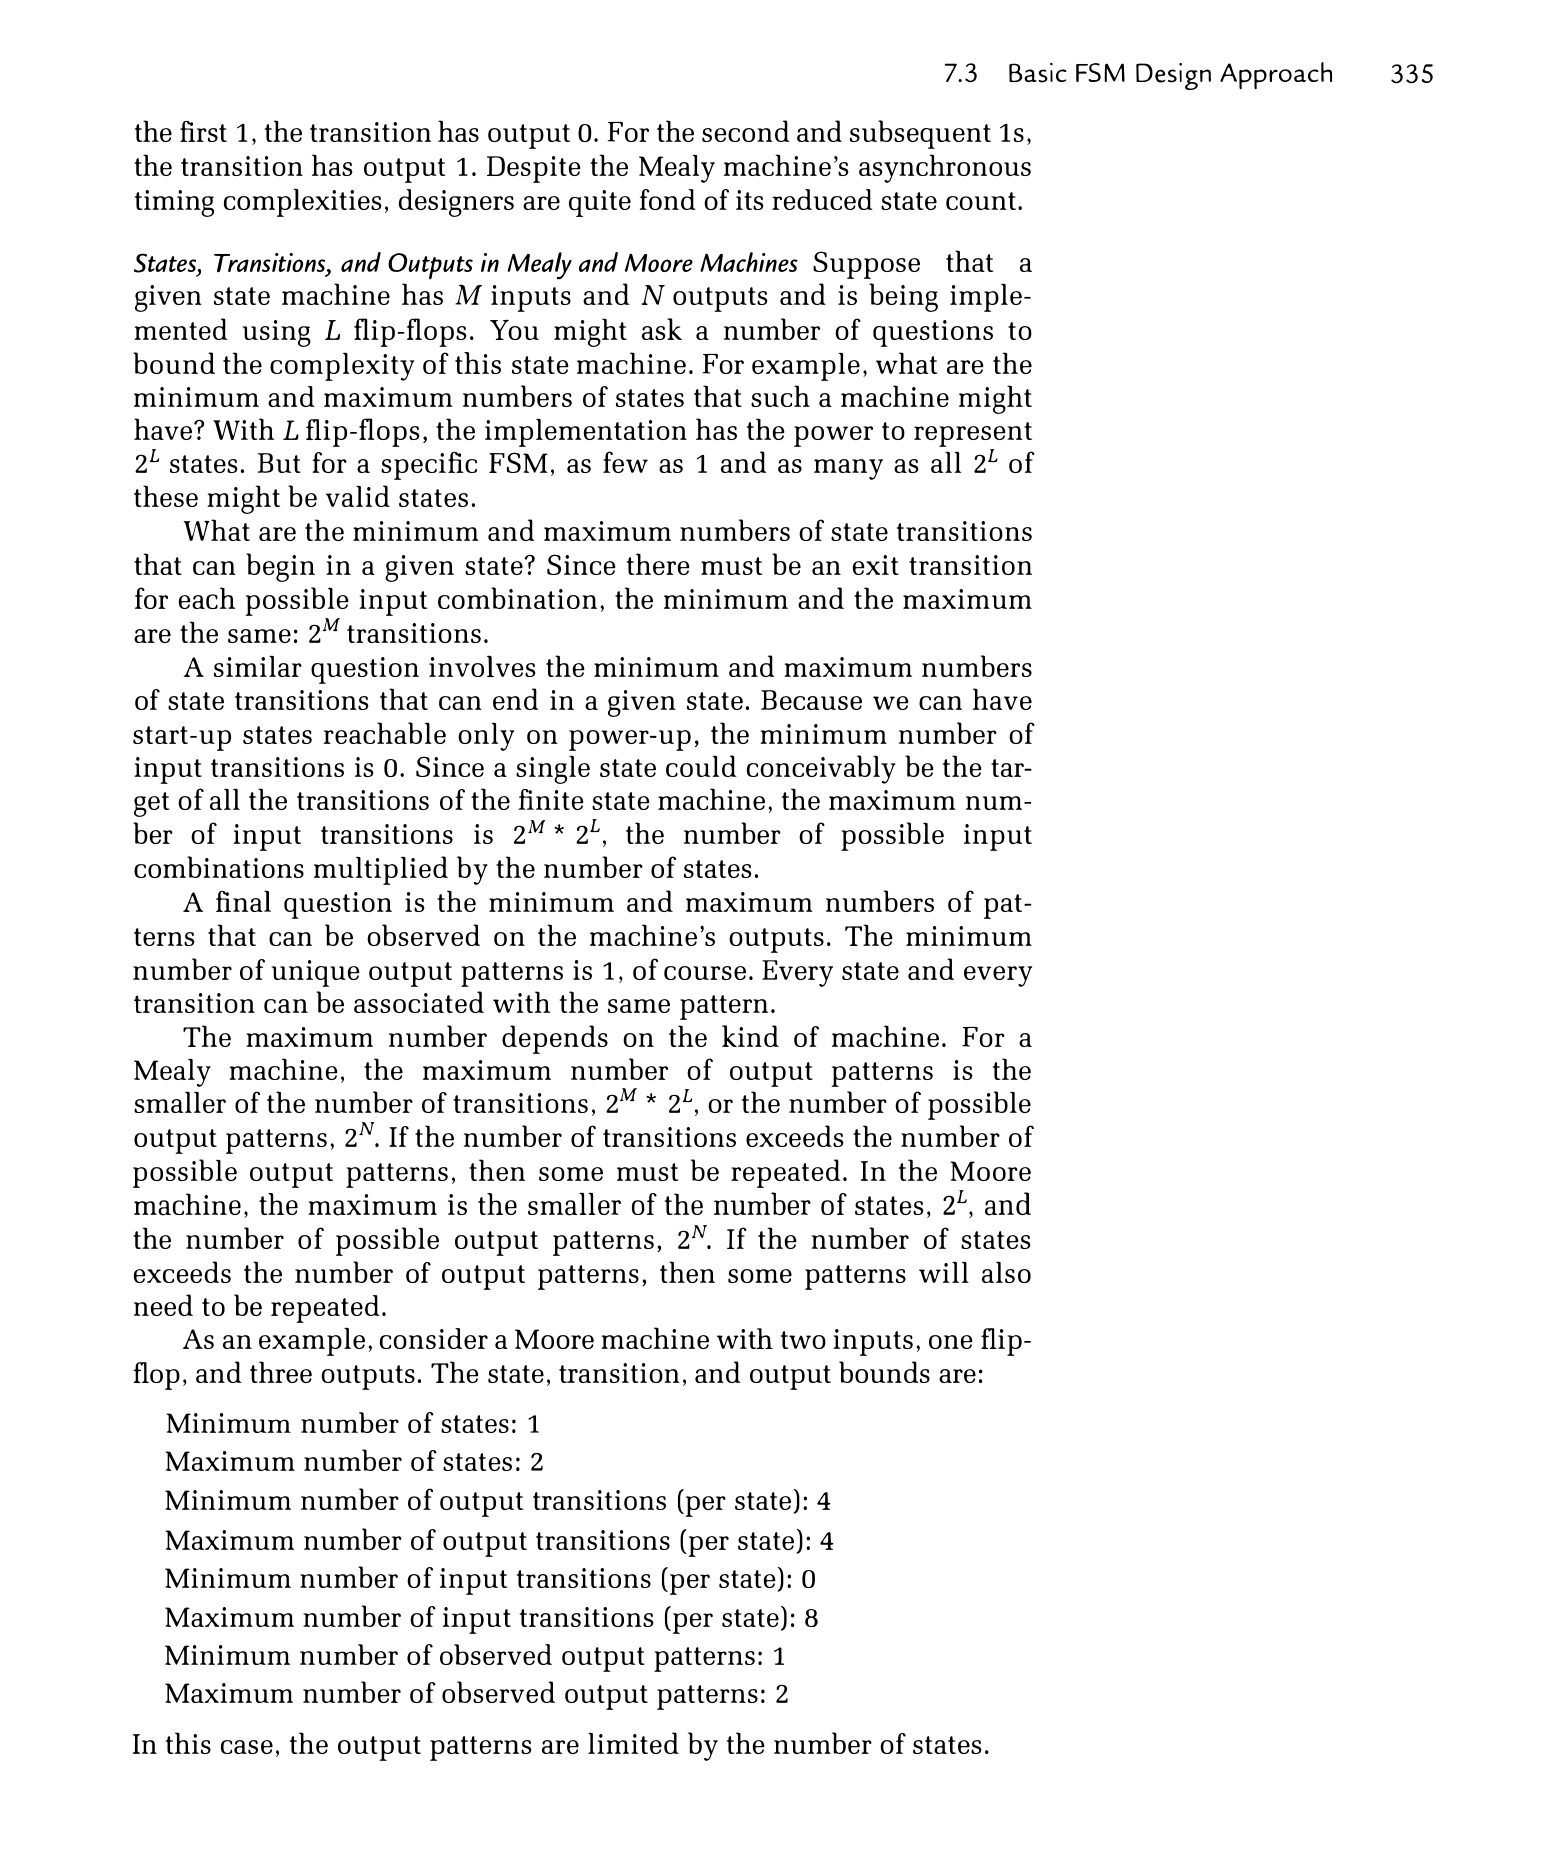 7.3 Basic FSM Design Approach 335
the first 1, the transition has output 0. For the second and subsequent 1s,
the transition has output 1. Despite the Mealy machine's asynchronous
timing complexities, designers are quite fond of its reduced state count.
States, Transitions, and Outputs in Mealy and Moore Machines Suppose that a
given state machine has M inputs and N outputs and is being imple-
mented using L flip-flops. You might ask a number of questions to
bound the complexity of this state machine. For example, what are the
minimum and maximum numbers of states that such a machine might
have? With L flip-flops, the implementation has the power to represent
2^L states. But for a specific FSM, as few as 1 and as many as all 2^L of
these might be valid states.
What are the minimum and maximum numbers of state transitions
that can begin in a given state? Since there must be an exit transition
for each possible input combination, the minimum and the maximum
are the same: 2^M transitions.
A similar question involves the minimum and maximum numbers
of state transitions that can end in a given state. Because we can have
start-up states reachable only on power-up, the minimum number of
input transitions is 0. Since a single state could conceivably be the tar-
get of all the transitions of the finite state machine, the maximum num-
ber of input transitions is 2^M * 2^L, the number of possible input
combinations multiplied by the number of states.
A final question is the minimum and maximum numbers of pat-
terns that can be observed on the machine's outputs. The minimum
number of unique output patterns is 1, of course. Every state and every
transition can be associated with the same pattern.
The maximum number depends on the kind of machine. For a
Mealy machine, the maximum number of output patterns is the
smaller of the number of transitions, 2^M * 2^L, or the number of possible
output patterns, 2^N. If the number of transitions exceeds the number of
possible output patterns, then some must be repeated. In the Moore
machine, the maximum is the smaller of the number of states, 2^L, and
the number of possible output patterns, 2^N. If the number of states
exceeds the number of output patterns, then some patterns will also
need to be repeated.
As an example, consider a Moore machine with two inputs, one flip-
flop, and three outputs. The state, transition, and output bounds are:
Minimum number of states: 1
Maximum number of states: 2
Minimum number of output transitions (per state): 4
Maximum number of output transitions (per state): 4
Minimum number of input transitions (per state): 0
Maximum number of input transitions (per state): 8
Minimum number of observed output patterns: 1
Maximum number of observed output patterns: 2
In this case, the output patterns are limited by the number of states.